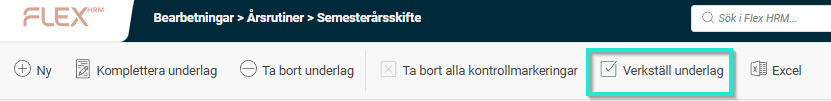 FLEX HRM
Bearbetningar > Årsrutiner > Semesterårsskifte
Sök i Flex HRM...
Ny
Komplettera underlag
Ta bort underlag
Ta bort alla kontrollmarkeringar
Verkställ underlag
Excel